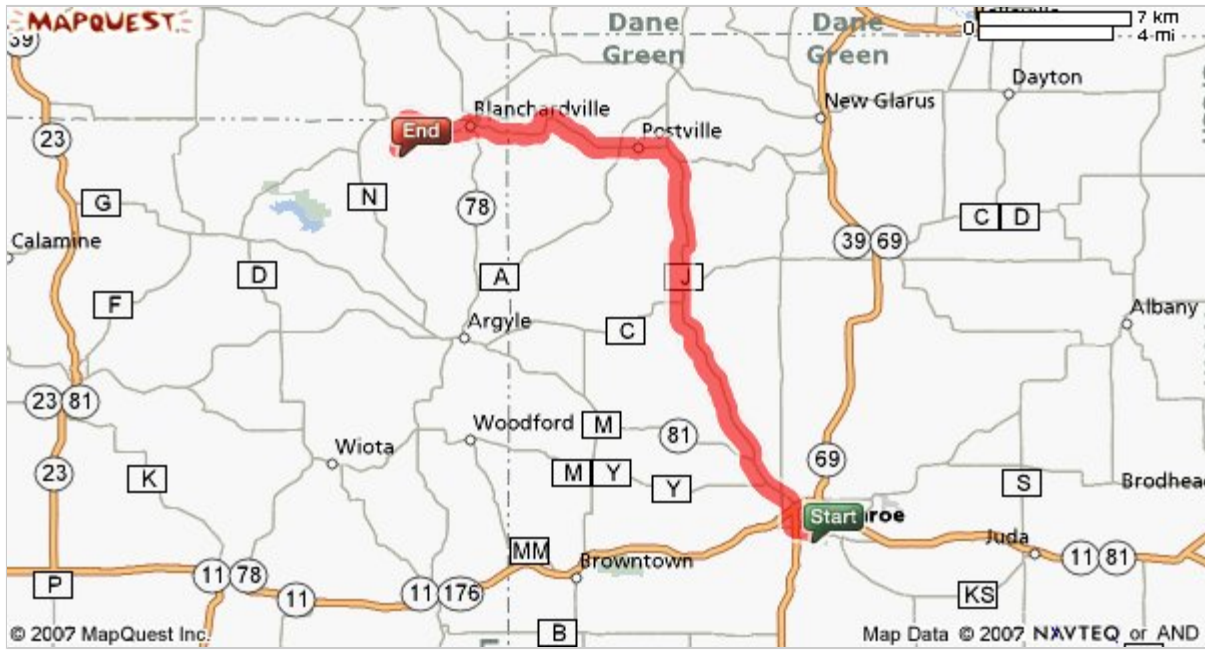 MAPQUEST
Dane
Green
Dane
Green
0
7 km
4 mi
39
Dayton
New Glarus
Blanchardville
End
Postville
23
G
N
78
C D
39 69
Calamine
D
A
J
F
Albany
Argyle
C
23 81
Woodford
M
81
Wiota
69
23
K
M Y
Y
S
Brodhea
Start
roe
MM
Browntown
Juda
11 81
P
11 78
11
11 176
KS
B
© 2007 MapQuest Inc.
Map Data © 2007 NAVTEQ or AND